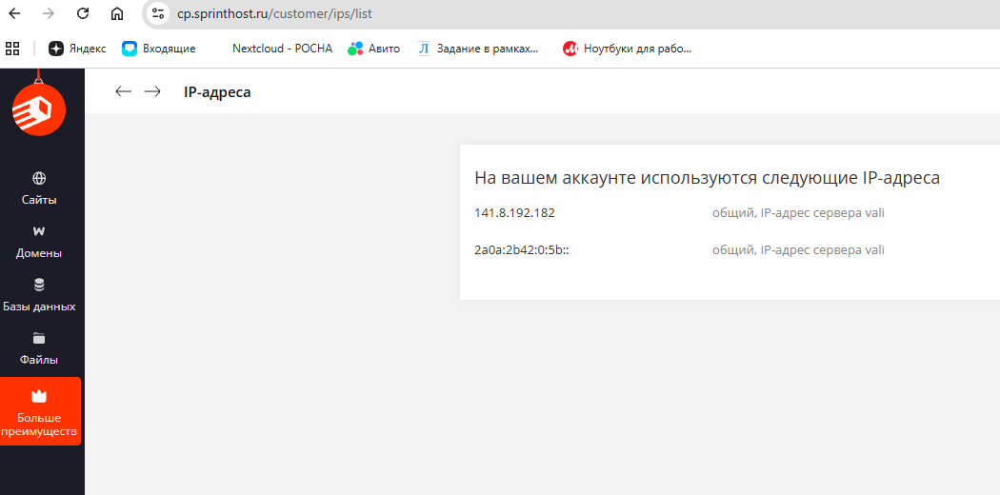 cp.sprinthost.ru/customer/ips/list
Яндекс
Входящие
Nextcloud - РОСНА
Авито
Задание в рамках...
Ноутбуки для рабо...
IP-адреса
Сайты
Домены
Базы данных
Файлы
Больше
преимуществ
На вашем аккаунте используются следующие IP-адреса
141.8.192.182 общий, IP-адрес сервера vali
2a0a:2b42:0:5b:: общий, IP-адрес сервера vali